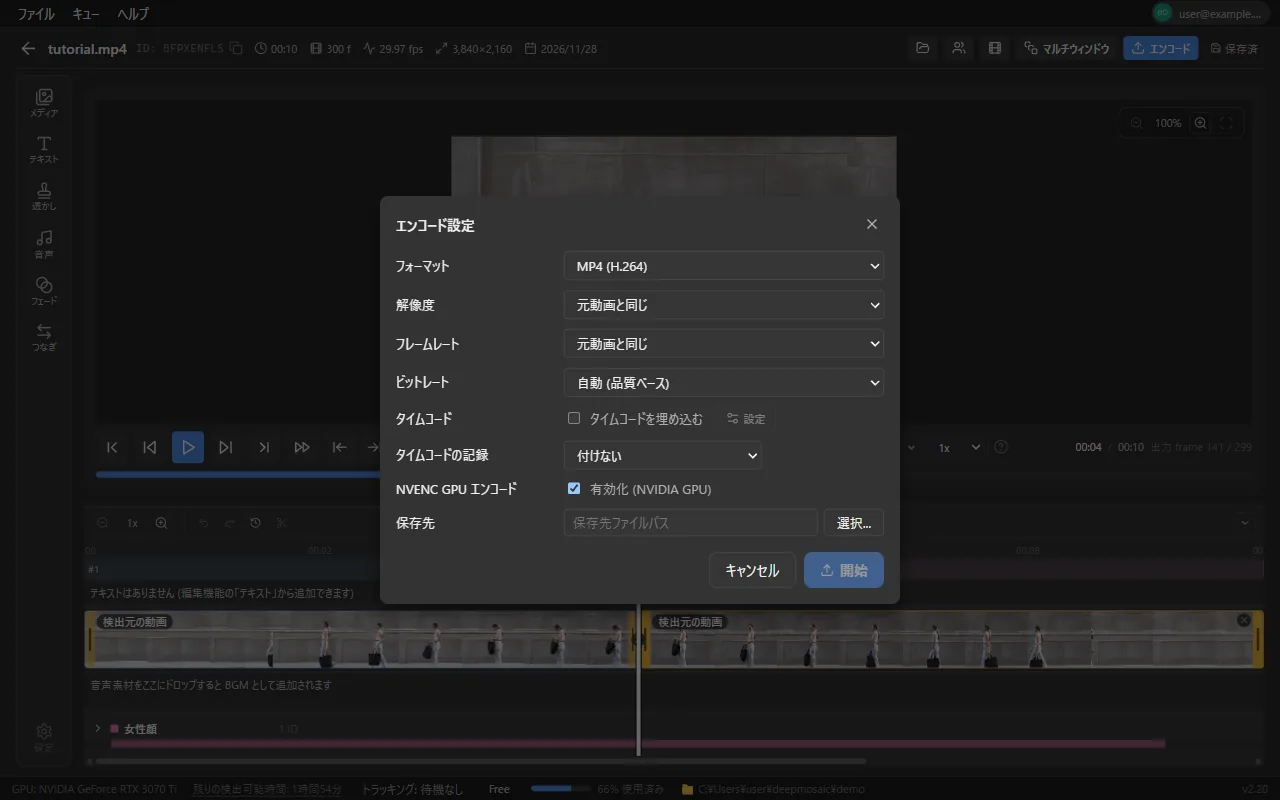 ファイル キュー ヘルプ user@example....
tutorial.mp4 ID: BFPXENFLS 00:10 300 f 29.97 fps 3,840×2,160 2026/11/28 マルチウィンドウ エンコード 保存済
メディア
テキスト
透かし
音声
フェード
つなぎ
設定
100%
エンコード設定
フォーマット MP4 (H.264)
解像度 元動画と同じ
フレームレート 元動画と同じ
ビットレート 自動 (品質ベース)
タイムコード タイムコードを埋め込む 設定
タイムコードの記録 付けない
NVENC GPU エンコード 有効化 (NVIDIA GPU)
保存先 保存先ファイルパス 選択...
キャンセル 開始
1x 00:04 / 00:10 出力 frame 141 / 299
1x
00 00:02 00:08 00
#1
テキストはありません (編集機能の「テキスト」から追加できます)
検出元の動画 検出元の動画
音声素材をここにドロップすると BGM として追加されます
女性顔 1 ID
GPU: NVIDIA GeForce RTX 3070 Ti 残りの検出可能時間: 1時間54分 トラッキング: 待機なし Free 66% 使用済み C:¥Users¥user¥deepmosaic¥demo v2.20